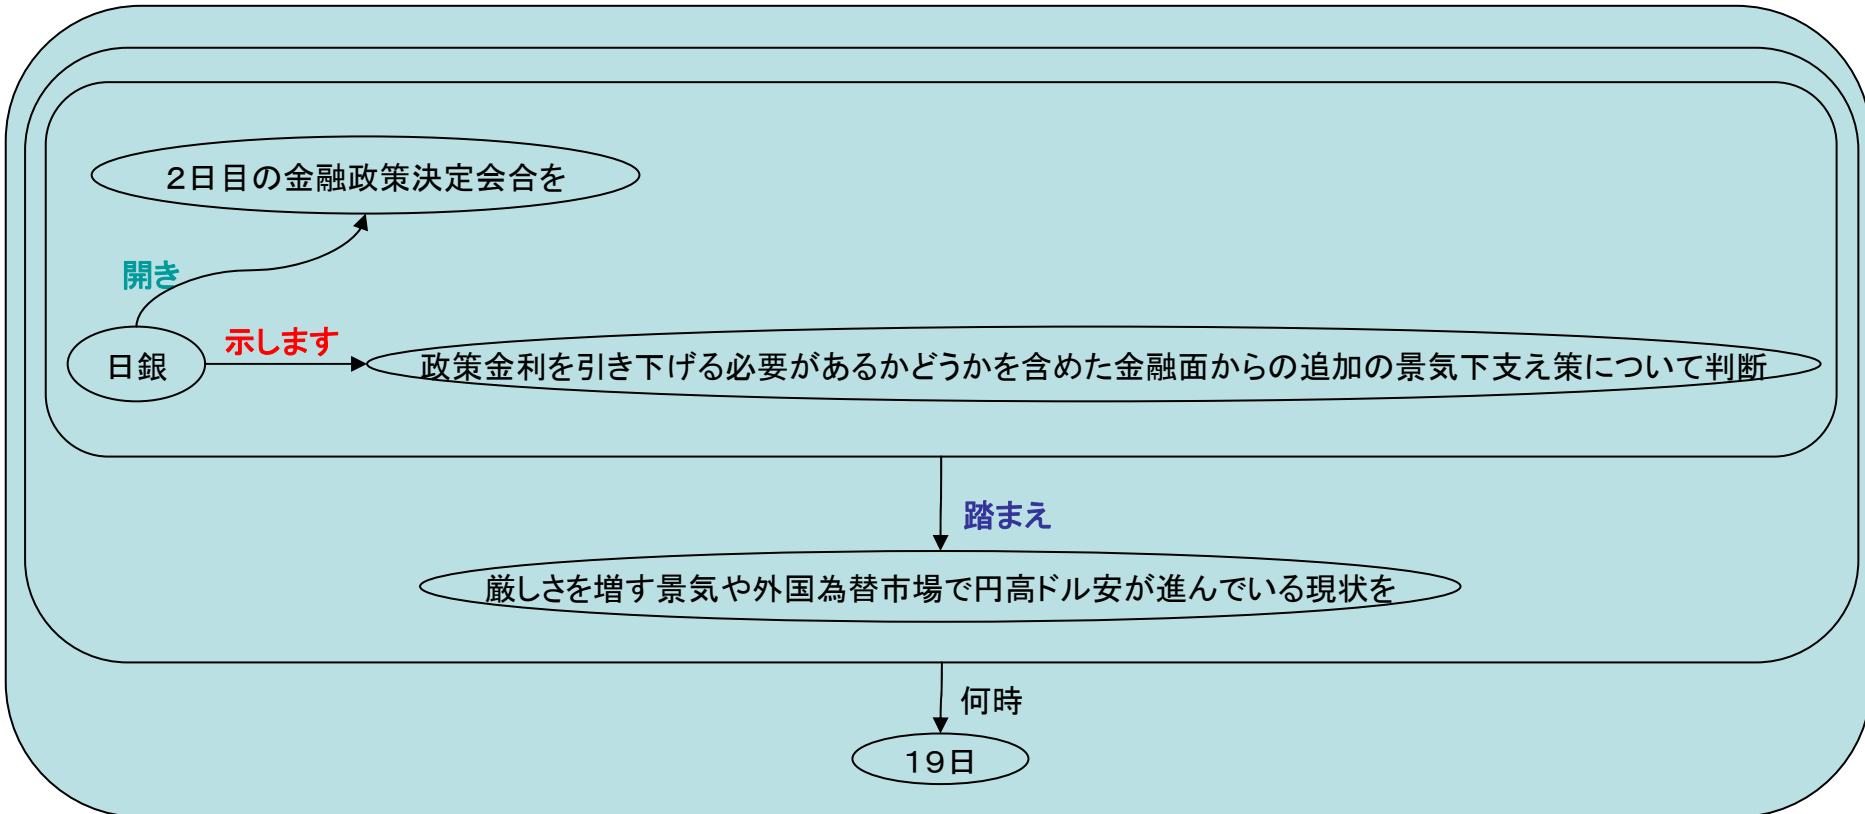 ２日目の金融政策決定会合を
開き
示します
日銀
政策金利を引き下げる必要があるかどうかを含めた金融面からの追加の景気下支え策について判断
踏まえ
厳しさを増す景気や外国為替市場で円高ドル安が進んでいる現状を
何時
１９日